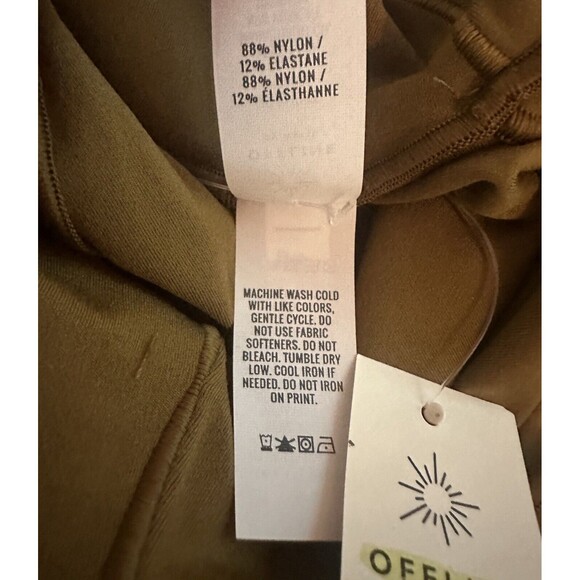 88% NYLON /
12% ELASTANE
88% NYLON /
12% ÉLASTHANNE
MACHINE WASH COLD
WITH LIKE COLORS,
GENTLE CYCLE. DO
NOT USE FABRIC
SOFTENERS. DO NOT
BLEACH. TUMBLE DRY
LOW. COOL IRON IF
NEEDED. DO NOT IRON
ON PRINT.